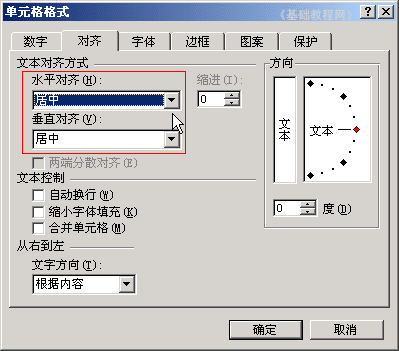 单元格格式
《基础教程网》
数字 对齐 字体 边框 图案 保护
文本对齐方式
水平对齐(H):
居中
缩进(I):
0
垂直对齐(V):
居中
两端分散对齐(E)
文本控制
自动换行(W)
缩小字体填充(K)
合并单元格(M)
从右到左
文字方向(T):
根据内容
方向
文本
文本
0 度(D)
确定 取消